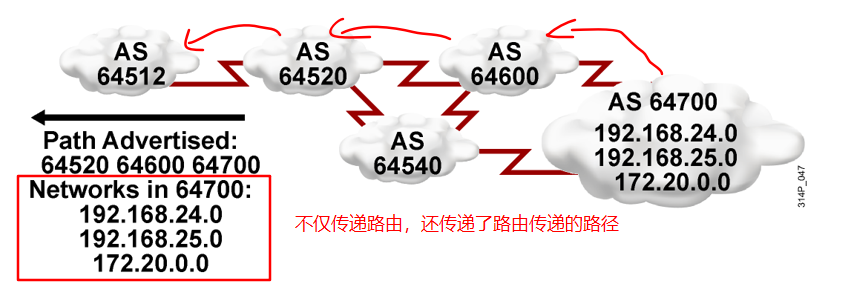 AS
64512
AS
64520
AS
64600
AS 64700
192.168.24.0
192.168.25.0
172.20.0.0
AS
64540
Path Advertised:
64520 64600 64700
Networks in 64700:
192.168.24.0
192.168.25.0
172.20.0.0
不仅传递路由，还传递了路由传递的路径
314P_047